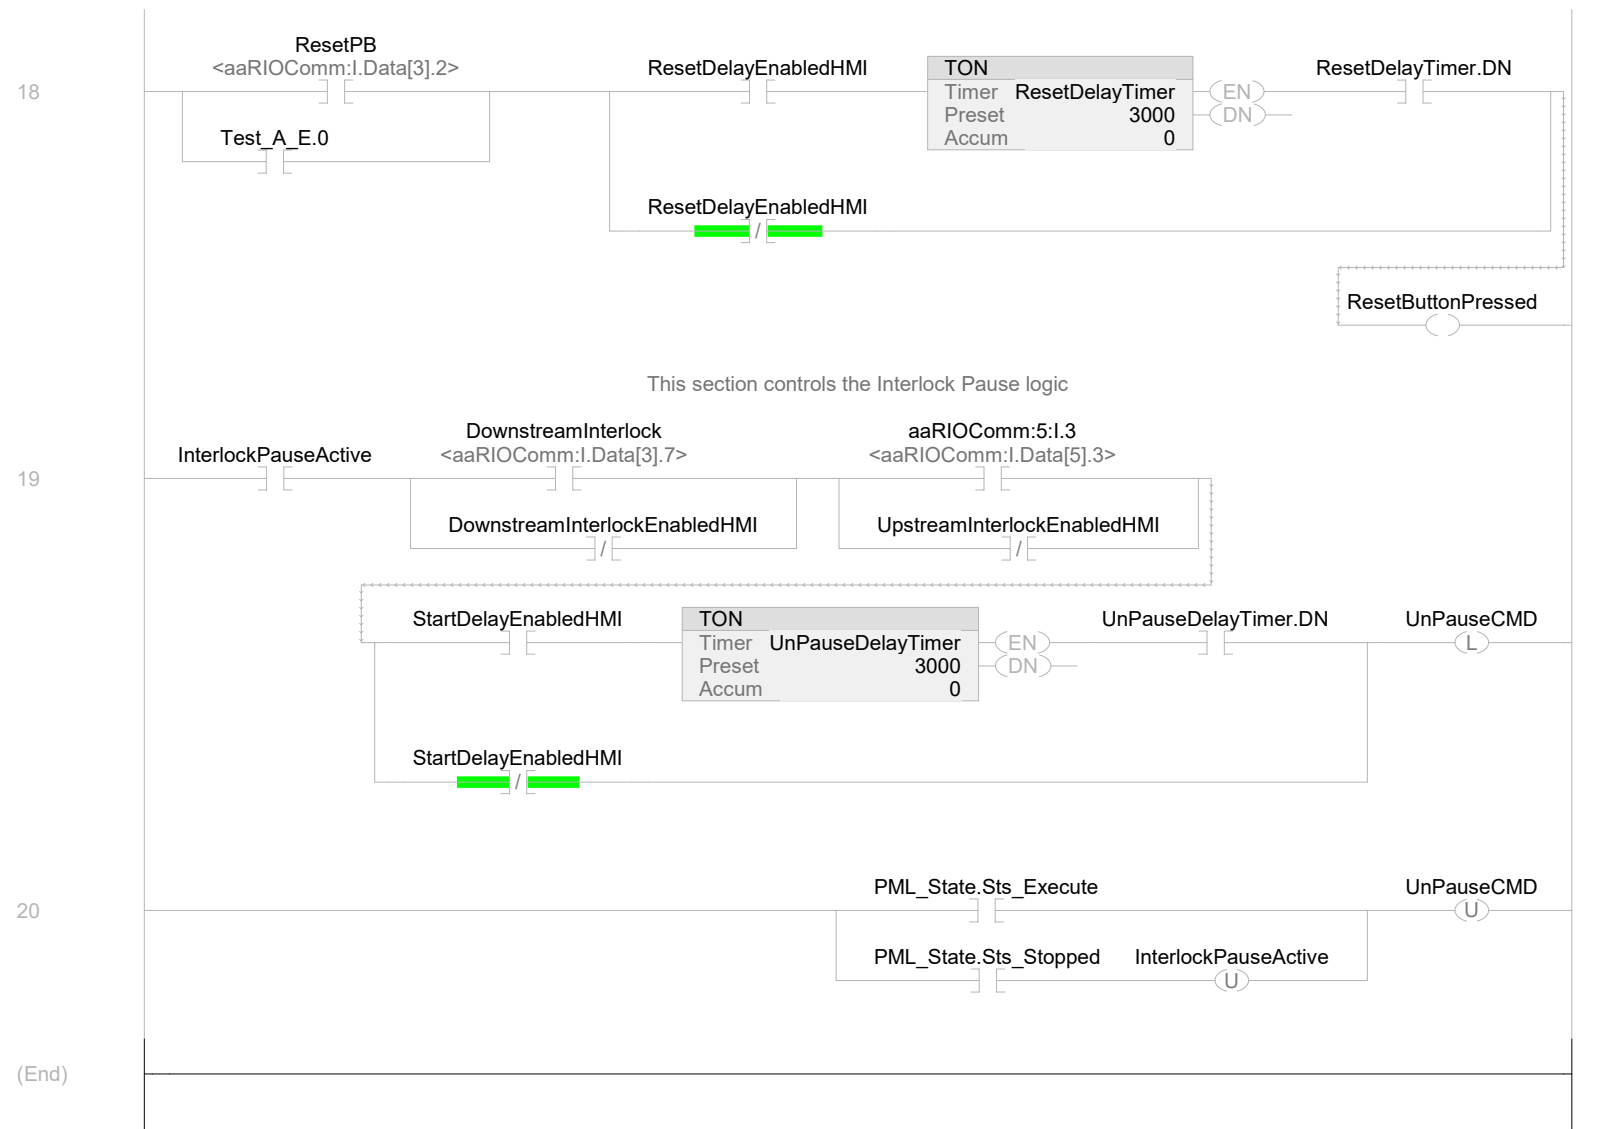 ResetPB
<aaRIOComm:I.Data[3].2>
ResetDelayEnabledHMI
TON
Timer ResetDelayTimer
Preset 3000
Accum 0
EN
DN
ResetDelayTimer.DN
18
Test_A_E.0
ResetDelayEnabledHMI
/
ResetButtonPressed
This section controls the Interlock Pause logic
19
InterlockPauseActive
DownstreamInterlock
<aaRIOComm:I.Data[3].7>
aaRIOComm:5:I.3
<aaRIOComm:I.Data[5].3>
DownstreamInterlockEnabledHMI
/
UpstreamInterlockEnabledHMI
/
StartDelayEnabledHMI
TON
Timer UnPauseDelayTimer
Preset 3000
Accum 0
EN
DN
UnPauseDelayTimer.DN
UnPauseCMD
L
StartDelayEnabledHMI
/
20
PML_State.Sts_Execute
UnPauseCMD
U
PML_State.Sts_Stopped
InterlockPauseActive
U
(End)